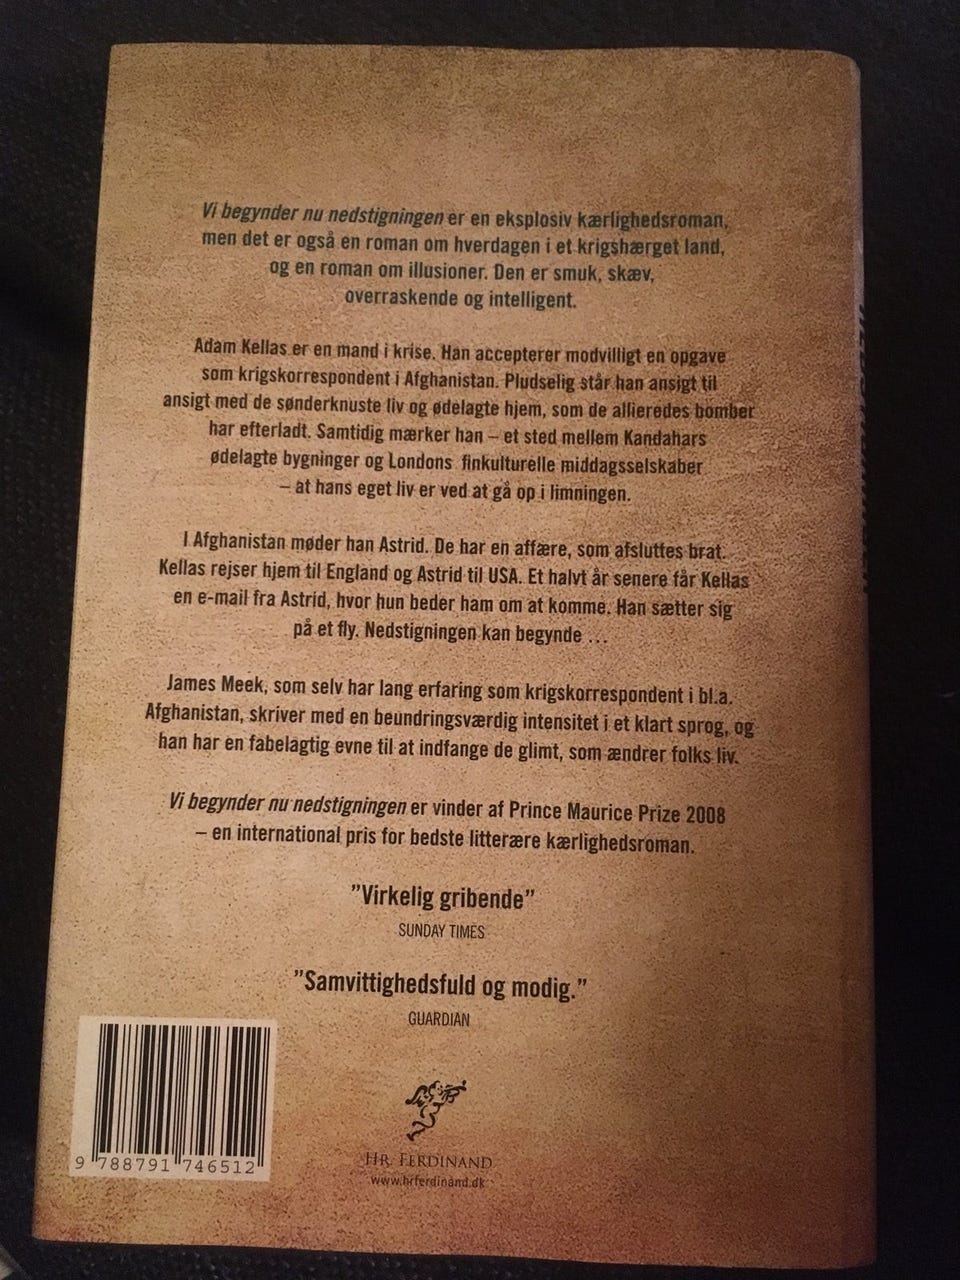 Vi begynder nu nedstigningen er en eksplosiv kærlighedsroman,
men det er også en roman om hverdagen i et krigshærget land,
og en roman om illusioner. Den er smuk, skæv,
overraskende og intelligent.
Adam Kellas er en mand i krise. Han accepterer modvilligt en opgave
som krigskorrespondent i Afghanistan. Pludselig står han ansigt til
ansigt med de sønderknuste liv og ødelagte hjem, som de allieredes bomber
har efterladt. Samtidig mærker han – et sted mellem Kandahars
ødelagte bygninger og Londons finkulturelle middagsselskaber
– at hans eget liv er ved at gå op i limningen.
I Afghanistan møder han Astrid. De har en affære, som afsluttes brat.
Kellas rejser hjem til England og Astrid til USA. Et halvt år senere får Kellas
en e-mail fra Astrid, hvor hun beder ham om at komme. Han sætter sig
på et fly. Nedstigningen kan begynde ...
James Meek, som selv har lang erfaring som krigskorrespondent i bl.a.
Afghanistan, skriver med en beundringsværdig intensitet i et klart sprog, og
han har en fabelagtig evne til at indfange de glimt, som ændrer folks liv.
Vi begynder nu nedstigningen er vinder af Prince Maurice Prize 2008
– en international pris for bedste litterære kærlighedsroman.
"Virkelig gribende"
SUNDAY TIMES
"Samvittighedsfuld og modig."
GUARDIAN
9 788791 746512
HR. FERDINAND
www.hrferdinand.dk